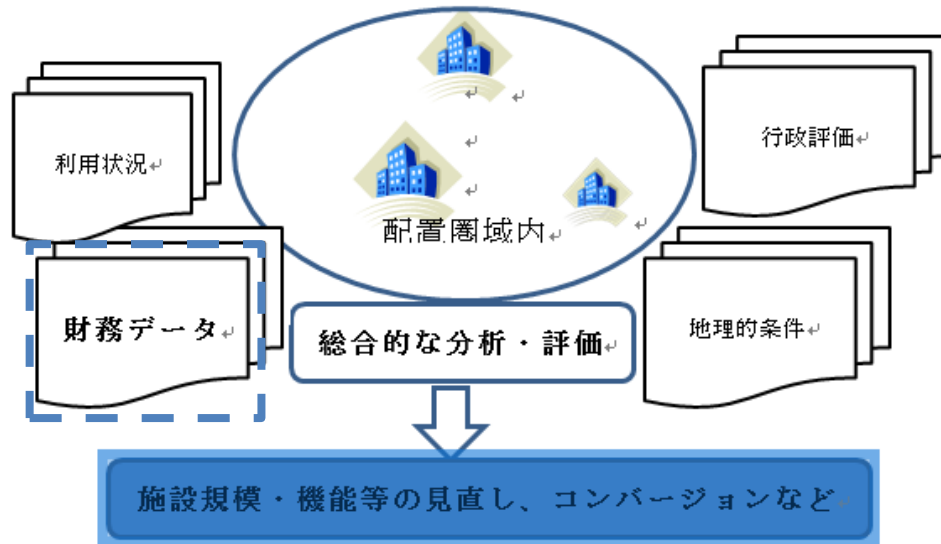 利用状況
行政評価
配置圏域内
財務データ
総合的な分析・評価
地理的条件
施設規模・機能等の見直し、コンバージョンなど